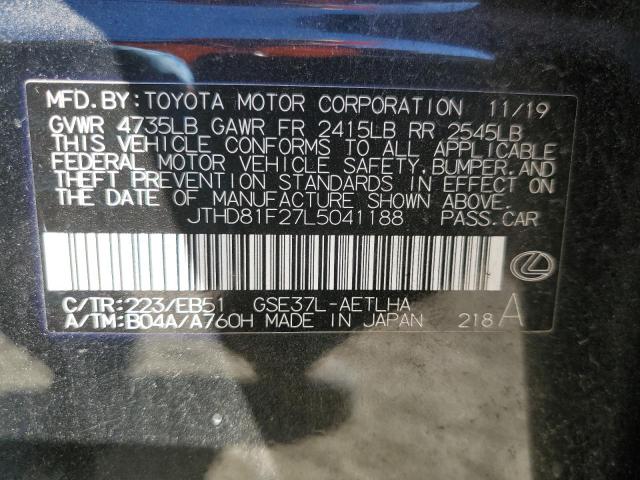 MFD.BY:TOYOTA MOTOR CORPORATION 11/19
GVWR 4735LB GAWR FR 2415LB RR 2545LB
THIS VEHICLE CONFORMS TO ALL APPLICABLE
FEDERAL MOTOR VEHICLE SAFETY,BUMPER,AND
THEFT PREVENTION STANDARDS IN EFFECT ON
THE DATE OF MANUFACTURE SHOWN ABOVE.
JTHD81F27L5041188 PASS.CAR
C/TR:223/EB51 GSE37L-AETLHA
A/TM:B04A/A760H MADE IN JAPAN 218 A